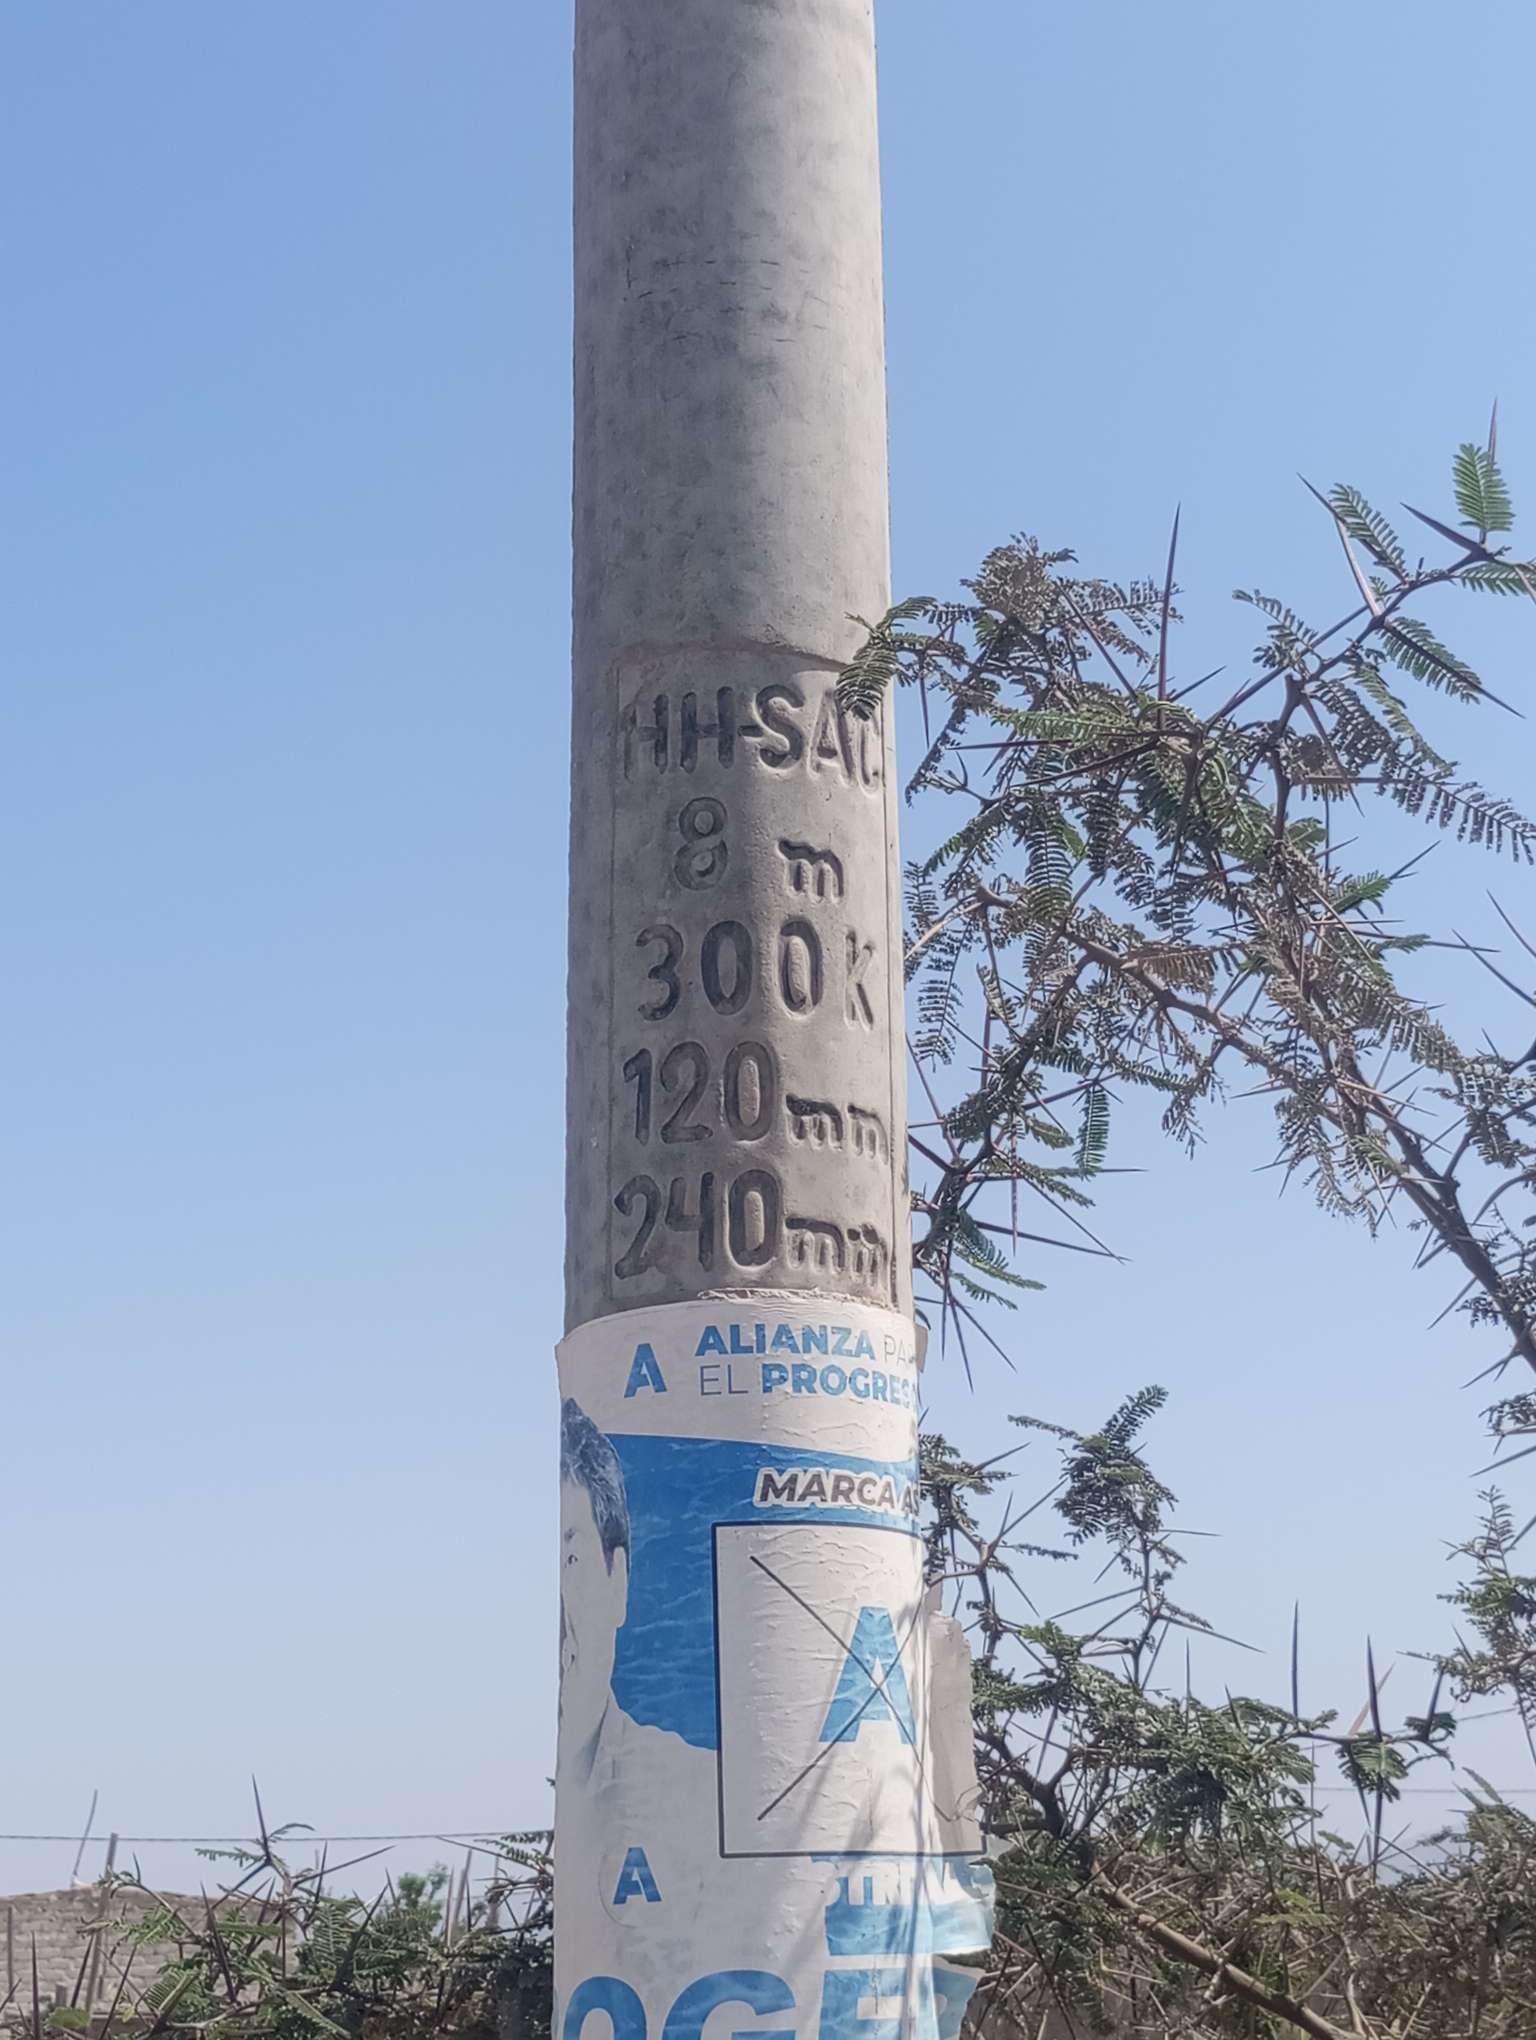 HH-SAC
8 m
300 K
120 mm
240 mm
A ALIANZA
EL PROGRES
MARCA
A
A